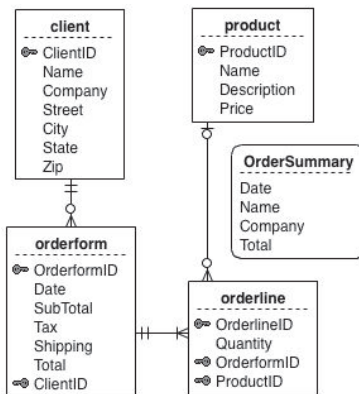 client
ClientID
Name
Company
Street
City
State
Zip
product
ProductID
Name
Description
Price
OrderSummary
Date
Name
Company
Total
orderform
OrderformID
Date
SubTotal
Tax
Shipping
Total
ClientID
orderline
OrderlineID
Quantity
OrderformID
ProductID